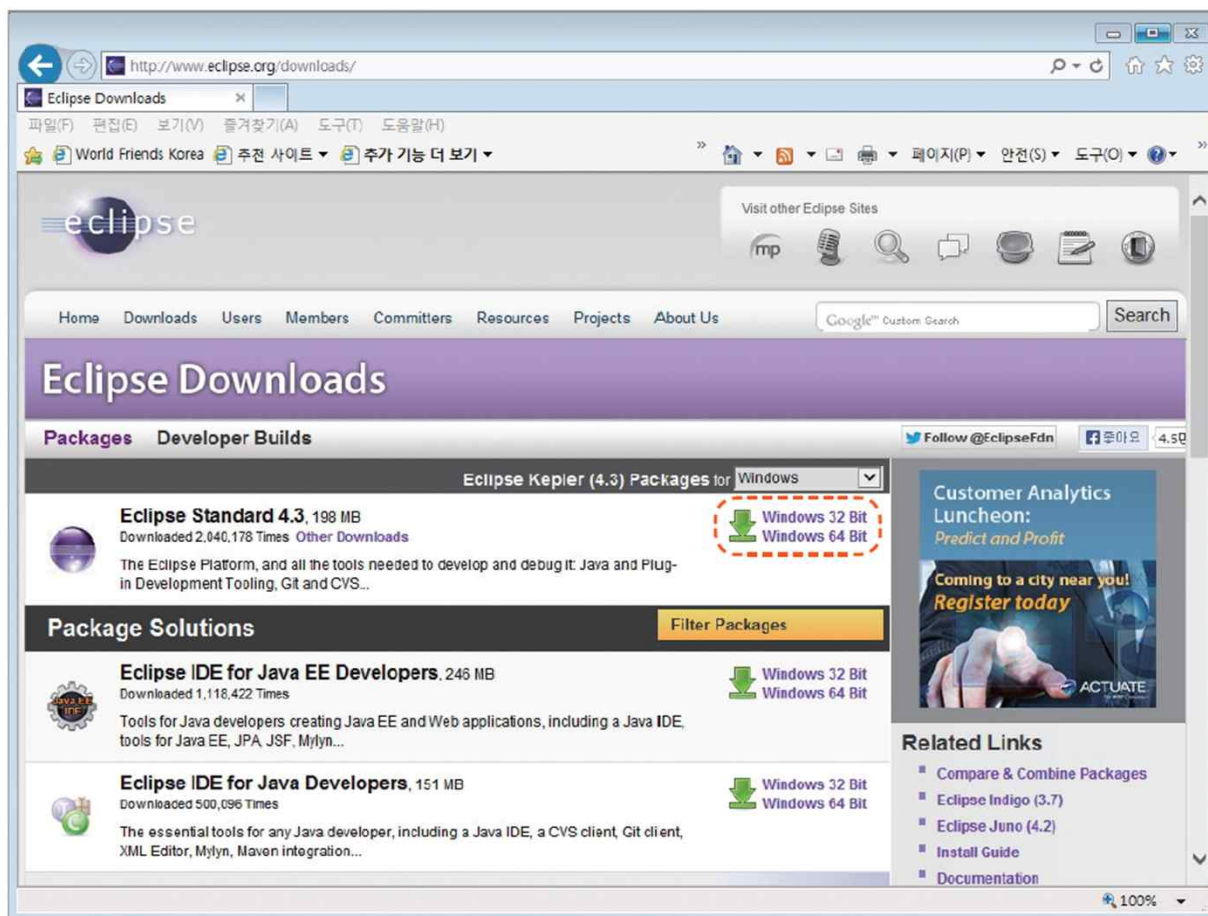 http://www.eclipse.org/downloads/
Eclipse Downloads
파일(F) 편집(E) 보기(V) 즐겨찾기(A) 도구(T) 도움말(H)
World Friends Korea 추천 사이트 추가 기능 더 보기
페이지(P) 안전(S) 도구(O)
eclipse
Visit other Eclipse Sites
mp
Home Downloads Users Members Committers Resources Projects About Us
Google™ Custom Search
Search
Eclipse Downloads
Packages Developer Builds
Follow @EclipseFdn
좋아요
Eclipse Kepler (4.3) Packages for Windows
Eclipse Standard 4.3, 198 MB
Downloaded 2,040,178 Times Other Downloads
The Eclipse Platform, and all the tools needed to develop and debug it: Java and Plug-
in Development Tooling, Git and CVS...
Windows 32 Bit
Windows 64 Bit
Package Solutions
Filter Packages
Java EE
IDE
Eclipse IDE for Java EE Developers, 246 MB
Downloaded 1,118,422 Times
Tools for Java developers creating Java EE and Web applications, including a Java IDE,
tools for Java EE, JPA, JSF, Mylyn...
Windows 32 Bit
Windows 64 Bit
Eclipse IDE for Java Developers, 151 MB
Downloaded 500,096 Times
The essential tools for any Java developer, including a Java IDE, a CVS client, Git client,
XML Editor, Mylyn, Maven integration...
Windows 32 Bit
Windows 64 Bit
Customer Analytics
Luncheon:
Predict and Profit
Coming to a city near you!
Register today
ACTUATE
Related Links
Compare & Combine Packages
Eclipse Indigo (3.7)
Eclipse Juno (4.2)
Install Guide
Documentation
100%